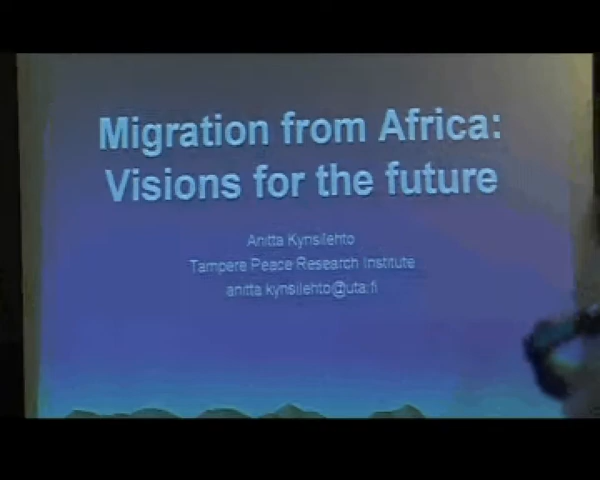 Migration from Africa:
Visions for the future
Anitta Kynsilehto
Tampere Peace Research Institute
anitta.kynsilehto@uta.fi